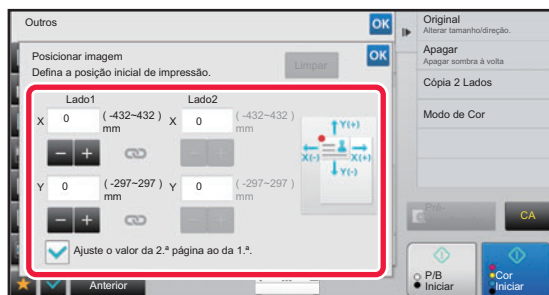 Outros
OK
Posicionar imagem
Defina a posição inicial de impressão.
Limpar
OK
Lado1
Lado2
X 0 ( -432~432 ) mm
X 0 ( -432~432 ) mm
Y(+)
X(-)
X(+)
Y(-)
Y 0 ( -297~297 ) mm
Y 0 ( -297~297 ) mm
Ajuste o valor da 2.ª página ao da 1.ª.
Anterior
Original
Alterar tamanho/direção.
Apagar
Apagar sombra à volta
Cópia 2 Lados
Modo de Cor
CA
P/B
Iniciar
Cor
Iniciar